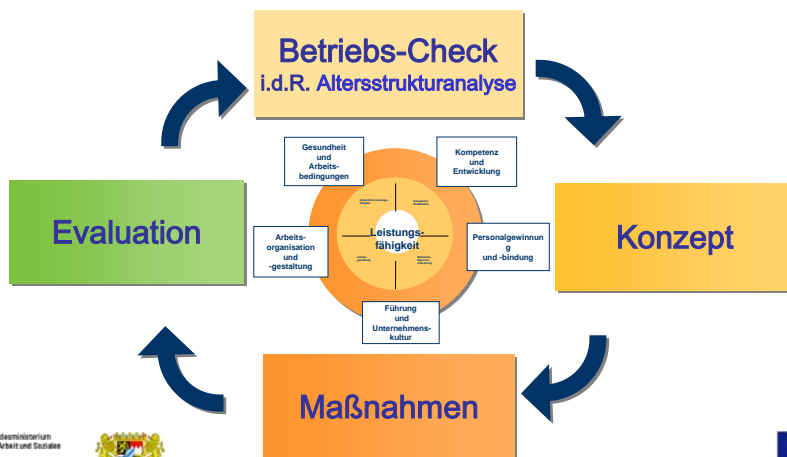 Betriebs-Check
i.d.R. Altersstrukturanalyse
Gesundheit
und
Arbeits-
bedingungen
Kompetenz
und
Entwicklung
Evaluation
Arbeits-
organisation
und
-gestaltung
Leistungs-
fähigkeit
Personalgewinnun
g
und -bindung
Konzept
Führung
und
Unternehmens-
kultur
Maßnahmen
desministerium
Arbeit und Soziales